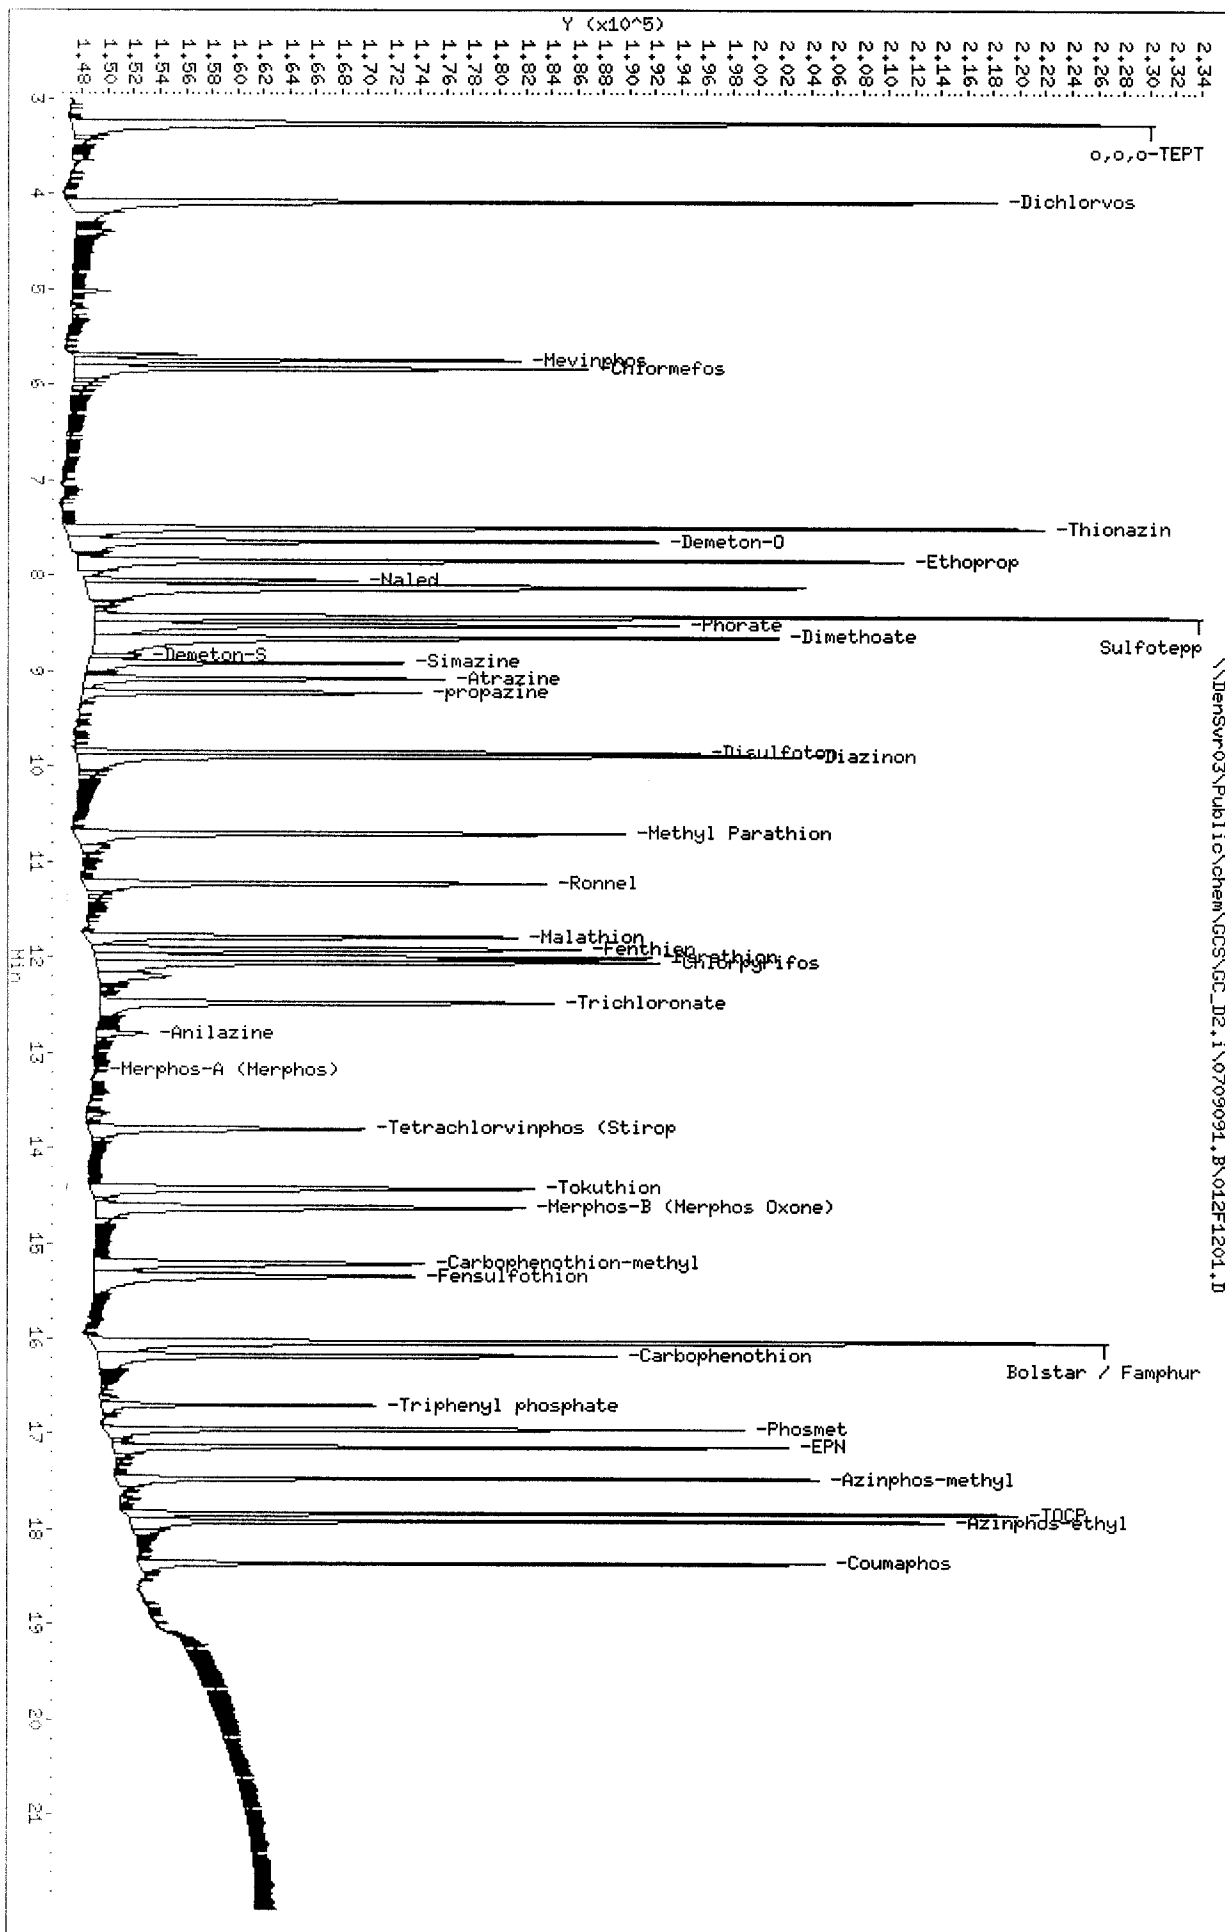 Y (x10^5)
1.48
1.50
1.52
1.54
1.56
1.58
1.60
1.62
1.64
1.66
1.68
1.70
1.72
1.74
1.76
1.78
1.80
1.82
1.84
1.86
1.88
1.90
1.92
1.94
1.96
1.98
2.00
2.02
2.04
2.06
2.08
2.10
2.12
2.14
2.16
2.18
2.20
2.22
2.24
2.26
2.28
2.30
2.32
2.34
\\DenSvr03\Public\chem\GCS\GC_D2.i\0709091.B\012F1201.D
3
4
5
6
7
8
9
10
11
12
13
14
15
16
17
18
19
20
21
Min
o,o,o-TEPT
-Dichlorvos
-Mevinphos
-Chlormefos
-Thionazin
-Demeton-O
-Ethoprop
-Naled
Sulfotepp
-Phorate
-Dimethoate
-Demeton-S
-Simazine
-Atrazine
-propazine
-Disulfoton
-Diazinon
-Methyl Parathion
-Ronnel
-Malathion
-Fenthion
-Parathion
-Chlorpyrifos
-Trichloronate
-Anilazine
-Merphos-A (Merphos)
-Tetrachlorvinphos (Stirop
-Tokuthion
-Merphos-B (Merphos Oxone)
-Carbophenothion-methyl
-Fensulfothion
Bolstar / Famphur
-Carbophenothion
-Triphenyl phosphate
-Phosmet
-EPN
-Azinphos-methyl
-TOCP
-Azinphos-ethyl
-Coumaphos